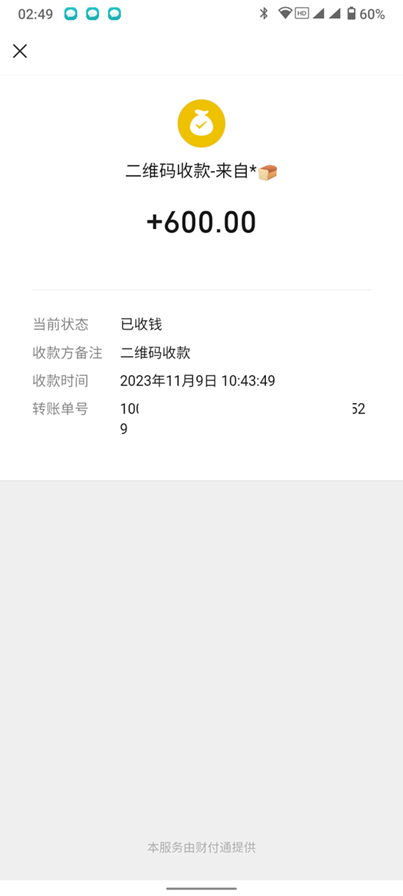 02:49 HD 60%
二维码收款-来自*🍞
+600.00
当前状态 已收钱
收款方备注 二维码收款
收款时间 2023年11月9日 10:43:49
转账单号 100 52
9
本服务由财付通提供